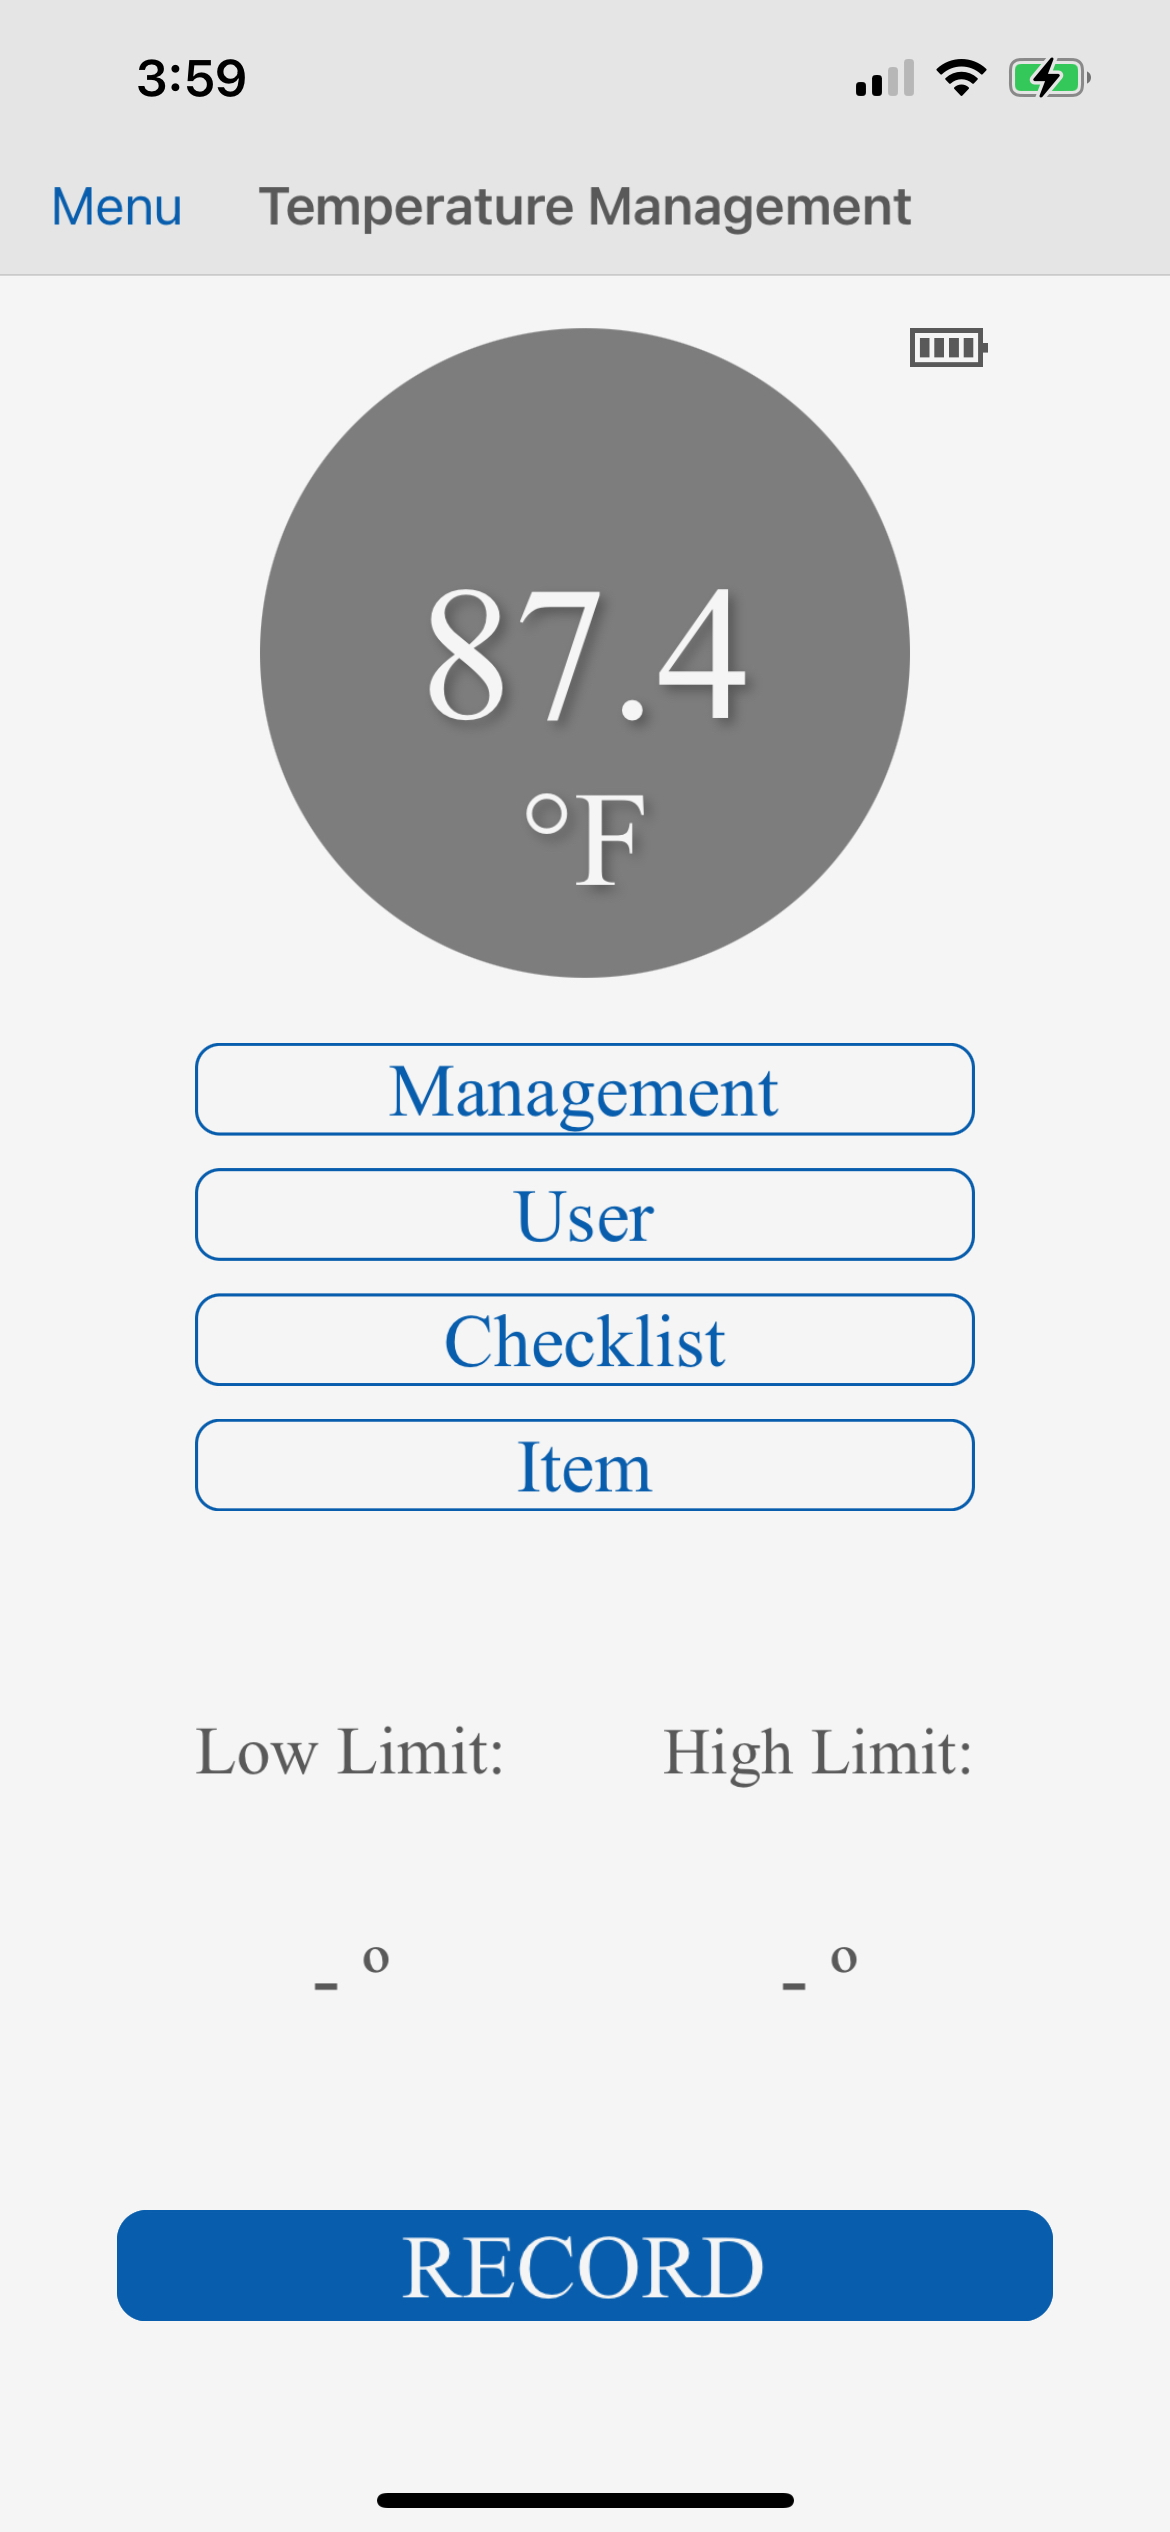 3:59
Menu Temperature Management
87.4
°F
Management
User
Checklist
Item
Low Limit: High Limit:
- º - º
RECORD